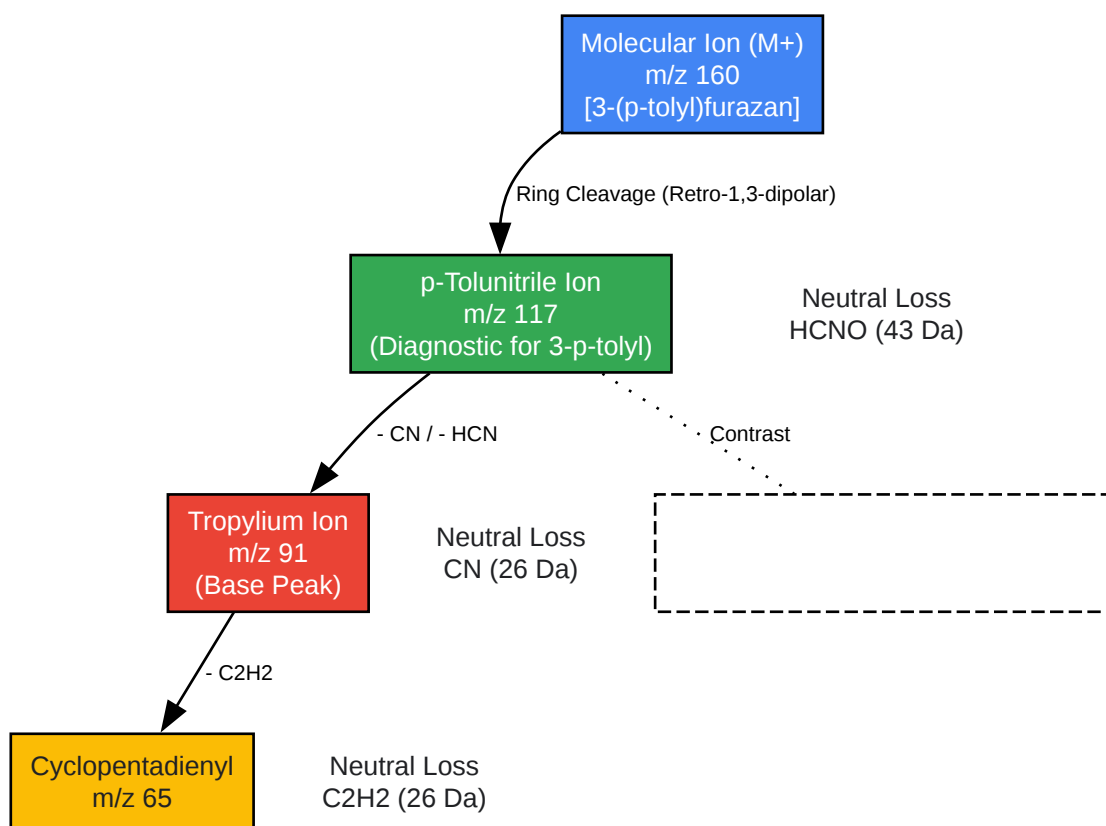 Molecular Ion (M+)
m/z 160
[3-(p-tolyl)furazan]
Ring Cleavage (Retro-1,3-dipolar)
p-Tolunitrile Ion
m/z 117
(Diagnostic for 3-p-tolyl)
Neutral Loss
HCNO (43 Da)
- CN / - HCN
Contrast
Tropylium Ion
m/z 91
(Base Peak)
Neutral Loss
CN (26 Da)
- C2H2
Cyclopentadienyl
m/z 65
Neutral Loss
C2H2 (26 Da)